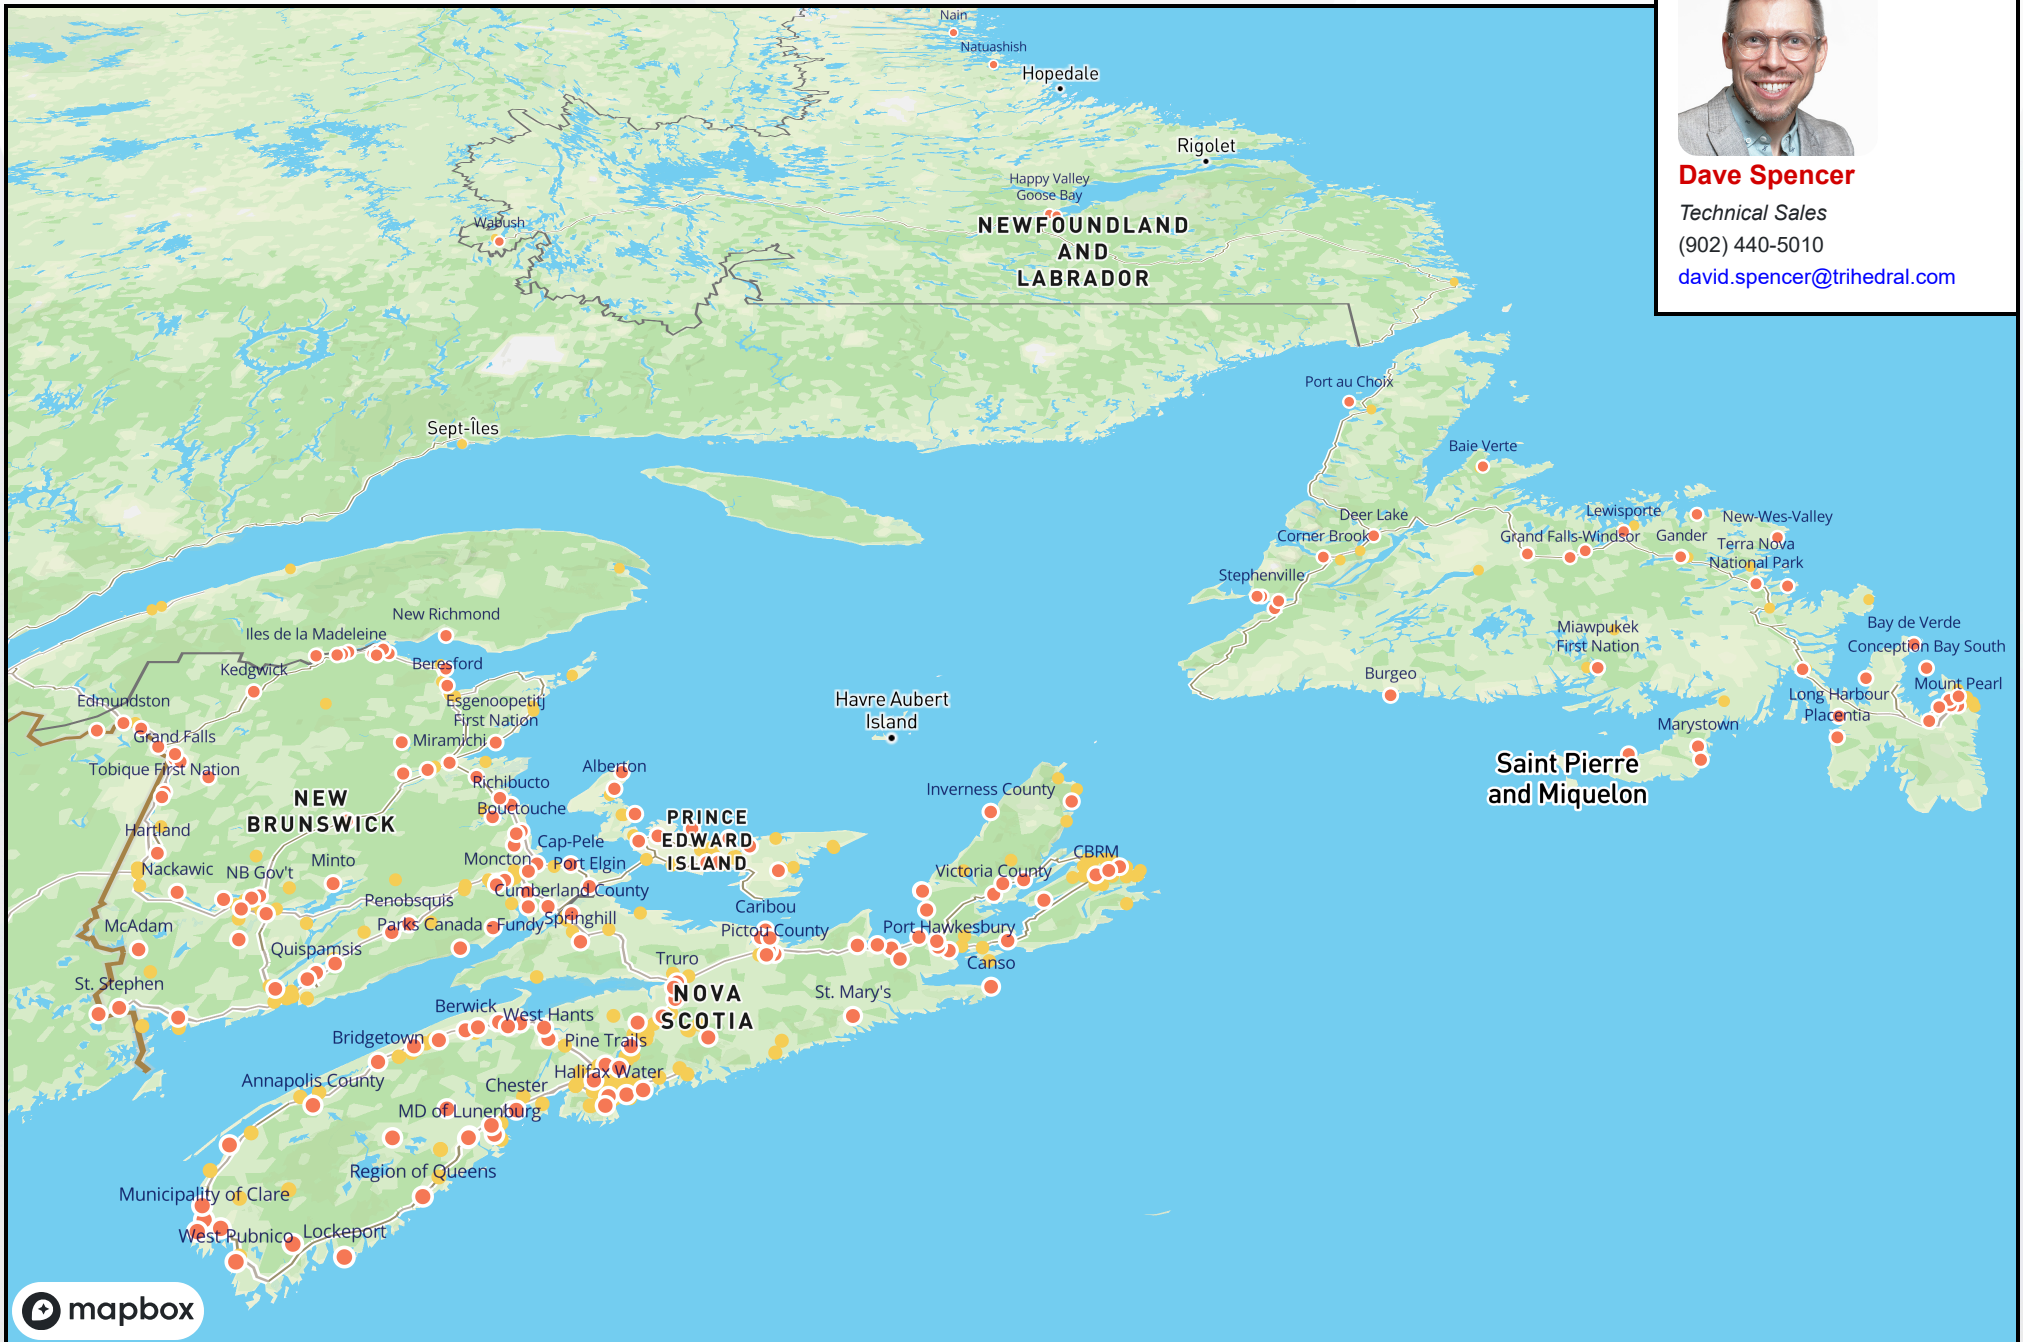 Nain
Natuashish
Hopedale
Rigolet
Happy Valley
Goose Bay
NEWFOUNDLAND
AND
LABRADOR
Wabush
Dave Spencer
Technical Sales
(902) 440-5010
david.spencer@trihedral.com
Sept-Îles
Port au Choix
Baie Verte
Deer Lake
Corner Brook
Stephenville
Lewisporte
New-Wes-Valley
Grand Falls-Windsor
Gander
Terra Nova
National Park
Miawpukek
First Nation
Burgeo
Bay de Verde
Conception Bay South
Mount Pearl
Long Harbour
Placentia
Marystown
Saint Pierre
and Miquelon
New Richmond
Iles de la Madeleine
Kedgwick
Beresford
Edmundston
Esgenoopetitj
First Nation
Grand Falls
Miramichi
Tobique First Nation
Havre Aubert
Island
Alberton
Richibucto
Bouctouche
NEW
BRUNSWICK
PRINCE
EDWARD
ISLAND
Inverness County
Hartland
Cap-Pele
Moncton
Port Elgin
Nackawic
NB Gov't
Minto
Victoria County
CBRM
Cumberland County
Penobsquis
Caribou
McAdam
Parks Canada - Fundy
Springhill
Pictou County
Port Hawkesbury
Quispamsis
Truro
Canso
St. Stephen
NOVA
SCOTIA
St. Mary's
Berwick
West Hants
Bridgetown
Pine Trails
Annapolis County
Chester
Halifax Water
MD of Lunenburg
Region of Queens
Municipality of Clare
West Pubnico
Lockeport
mapbox